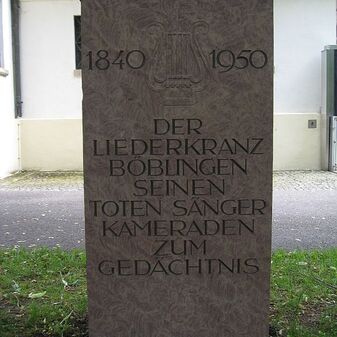 1840 1950
DER
LIEDERKRANZ
BÖBLINGEN
SEINEN
TOTEN SÄNGER
KAMERADEN
ZUM
GEDÄCHTNIS